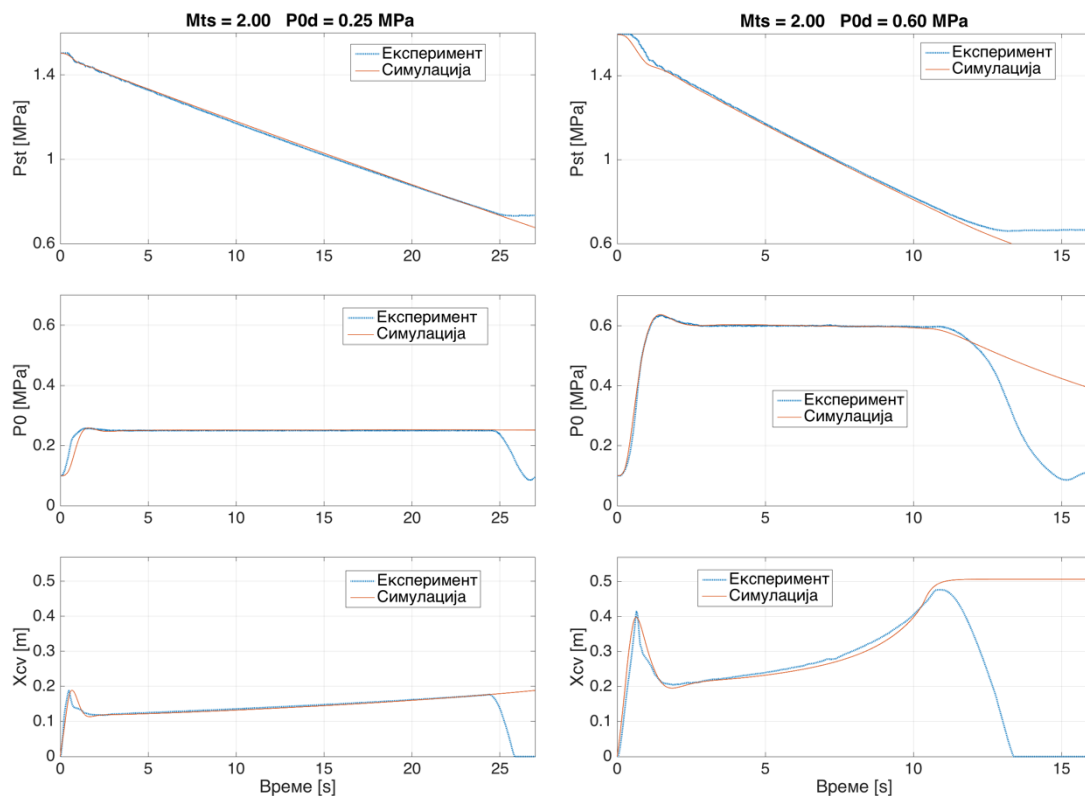 Mts = 2.00 P0d = 0.25 MPa
Pst [MPa]
1.4
1
0.6
Експеримент
Симулација
0 5 10 15 20 25
P0 [MPa]
0.6
0.4
0.2
0
Експеримент
Симулација
0 5 10 15 20 25
Xcv [m]
0.5
0.4
0.3
0.2
0.1
0
Експеримент
Симулација
0 5 10 15 20 25
Време [s]
Mts = 2.00 P0d = 0.60 MPa
Pst [MPa]
1.4
1
0.6
Експеримент
Симулација
0 5 10 15
P0 [MPa]
0.6
0.4
0.2
0
Експеримент
Симулација
0 5 10 15
Xcv [m]
0.5
0.4
0.3
0.2
0.1
0
Експеримент
Симулација
0 5 10 15
Време [s]